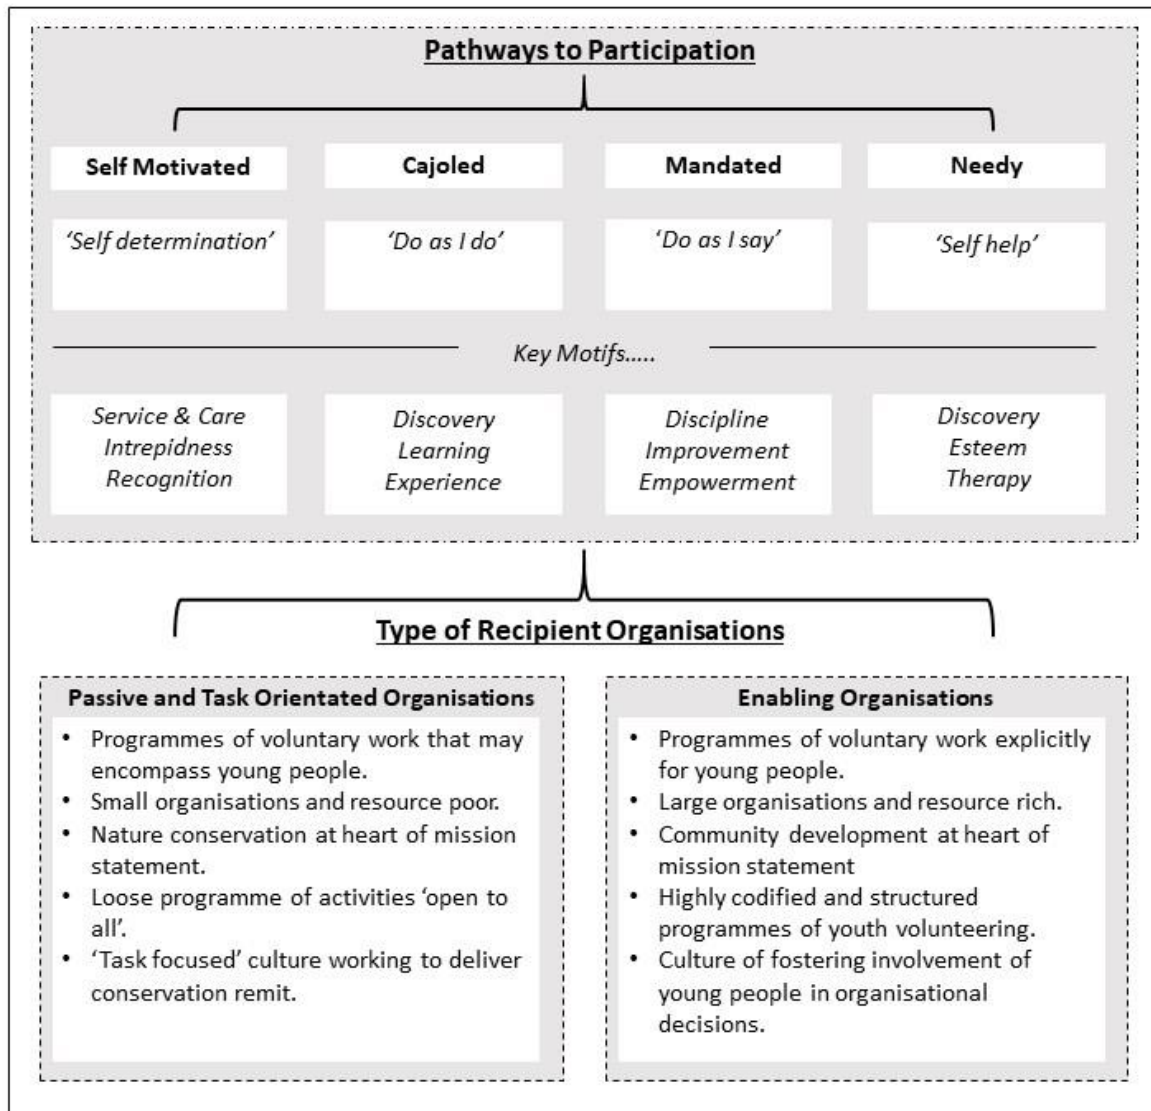 Pathways to Participation
Self Motivated
Cajoled
Mandated
Needy
‘Self determination’
‘Do as I do’
‘Do as I say’
‘Self help’
Key Motifs.....
Service & Care
Intrepidness
Recognition
Discovery
Learning
Experience
Discipline
Improvement
Empowerment
Discovery
Esteem
Therapy
Type of Recipient Organisations
Passive and Task Orientated Organisations
• Programmes of voluntary work that may
encompass young people.
• Small organisations and resource poor.
• Nature conservation at heart of mission
statement.
• Loose programme of activities ‘open to
all’.
• ‘Task focused’ culture working to deliver
conservation remit.
Enabling Organisations
• Programmes of voluntary work explicitly
for young people.
• Large organisations and resource rich.
• Community development at heart of
mission statement
• Highly codified and structured
programmes of youth volunteering.
• Culture of fostering involvement of
young people in organisational
decisions.